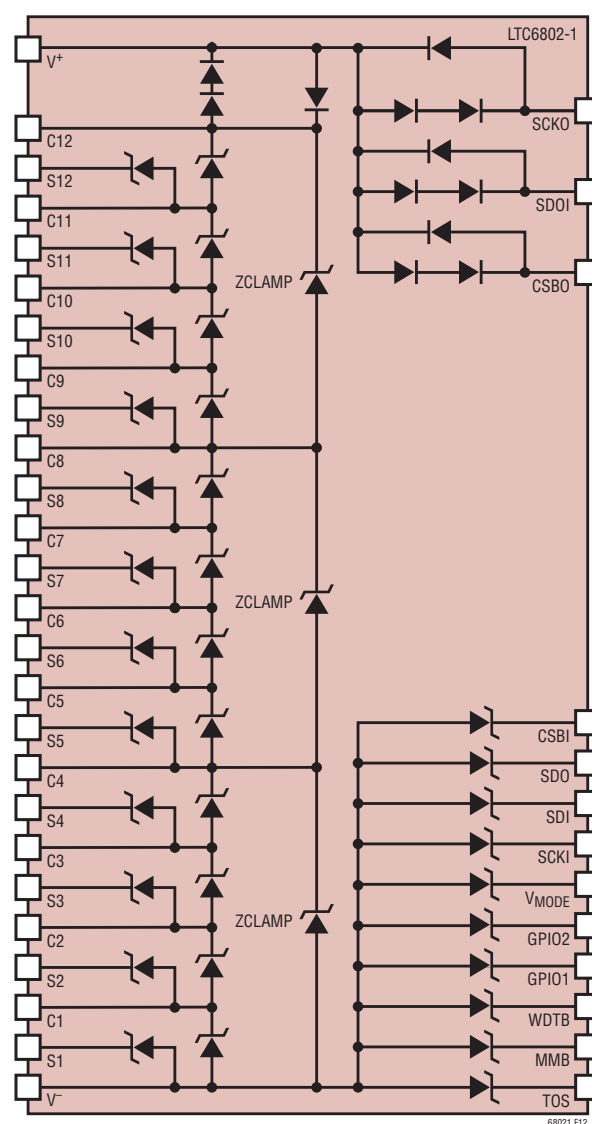 LTC6802-1
V+
SCKO
C12
S12
SDOI
C11
S11
CSBO
ZCLAMP
C10
S10
C9
S9
C8
S8
C7
S7
ZCLAMP
C6
S6
C5
S5
CSBI
C4
SDO
S4
SDI
C3
SCKI
S3
VMODE
ZCLAMP
C2
GPIO2
S2
GPIO1
C1
WDTB
S1
MMB
V–
TOS
68021 F12